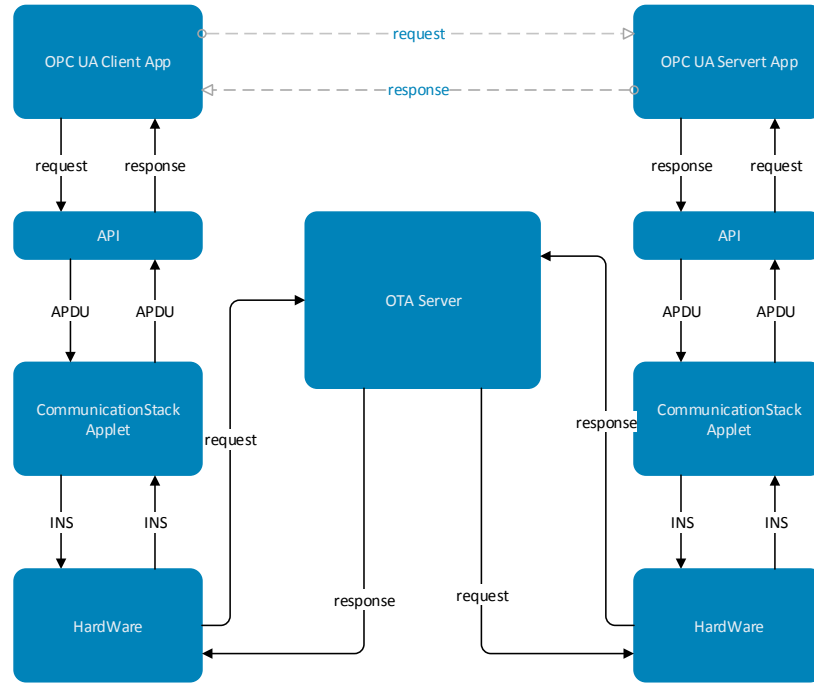 request
OPC UA Client App
OPC UA Servert App
response
request
response
response
request
API
API
OTA Server
APDU
APDU
APDU
APDU
CommunicationStack
Applet
CommunicationStack
Applet
request
response
INS
INS
INS
INS
response
request
HardWare
HardWare